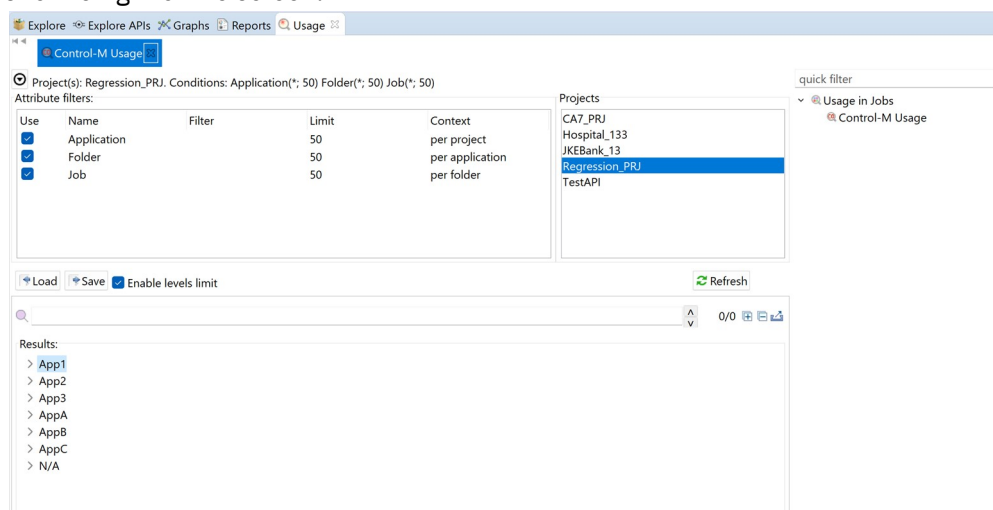 Explore Explore APIs Graphs Reports Usage
Control-M Usage
Project(s): Regression_PRJ. Conditions: Application(*; 50) Folder(*; 50) Job(*; 50)
Attribute filters:
Use Name Filter Limit Context
Application 50 per project
Folder 50 per application
Job 50 per folder
Projects
CA7_PRJ
Hospital_133
JKEBank_13
Regression_PRJ
TestAPI
quick filter
Usage in Jobs
Control-M Usage
Load Save Enable levels limit Refresh
0/0
Results:
App1
App2
App3
AppA
AppB
AppC
N/A